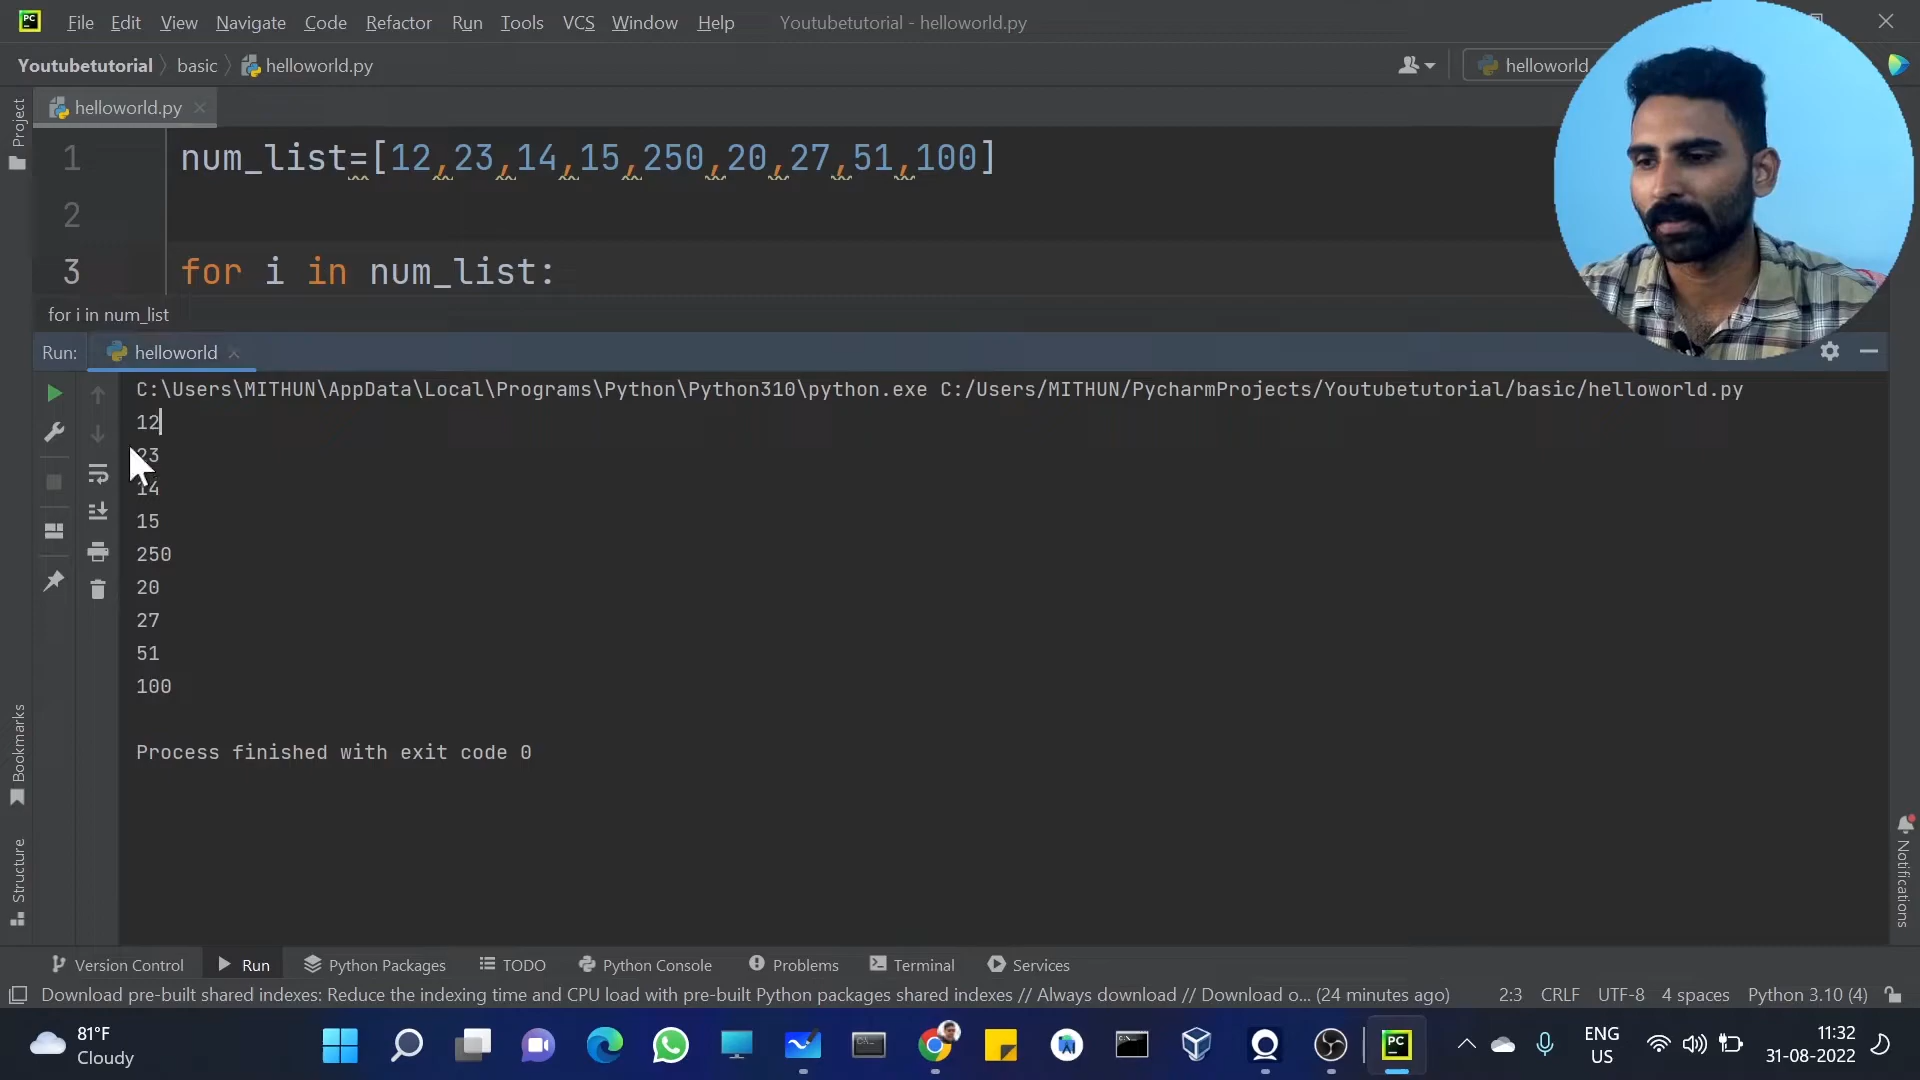 PC File Edit View Navigate Code Refactor Run Tools VCS Window Help Youtubetutorial - helloworld.py
Youtubetutorial basic helloworld.py helloworld
helloworld.py
Project
1 num_list=[12,23,14,15,250,20,27,51,100]
2
3 for i in num_list:
for i in num_list
Run: helloworld
C:\Users\MITHUN\AppData\Local\Programs\Python\Python310\python.exe C:/Users/MITHUN/PycharmProjects/Youtubetutorial/basic/helloworld.py
12
23
14
15
250
20
27
51
100
Process finished with exit code 0
Bookmarks
Structure
Notifications
Version Control Run Python Packages TODO Python Console Problems Terminal Services
Download pre-built shared indexes: Reduce the indexing time and CPU load with pre-built Python packages shared indexes // Always download // Download o... (24 minutes ago) 2:3 CRLF UTF-8 4 spaces Python 3.10 (4)
81°F
Cloudy
PC
ENG
US
11:32
31-08-2022